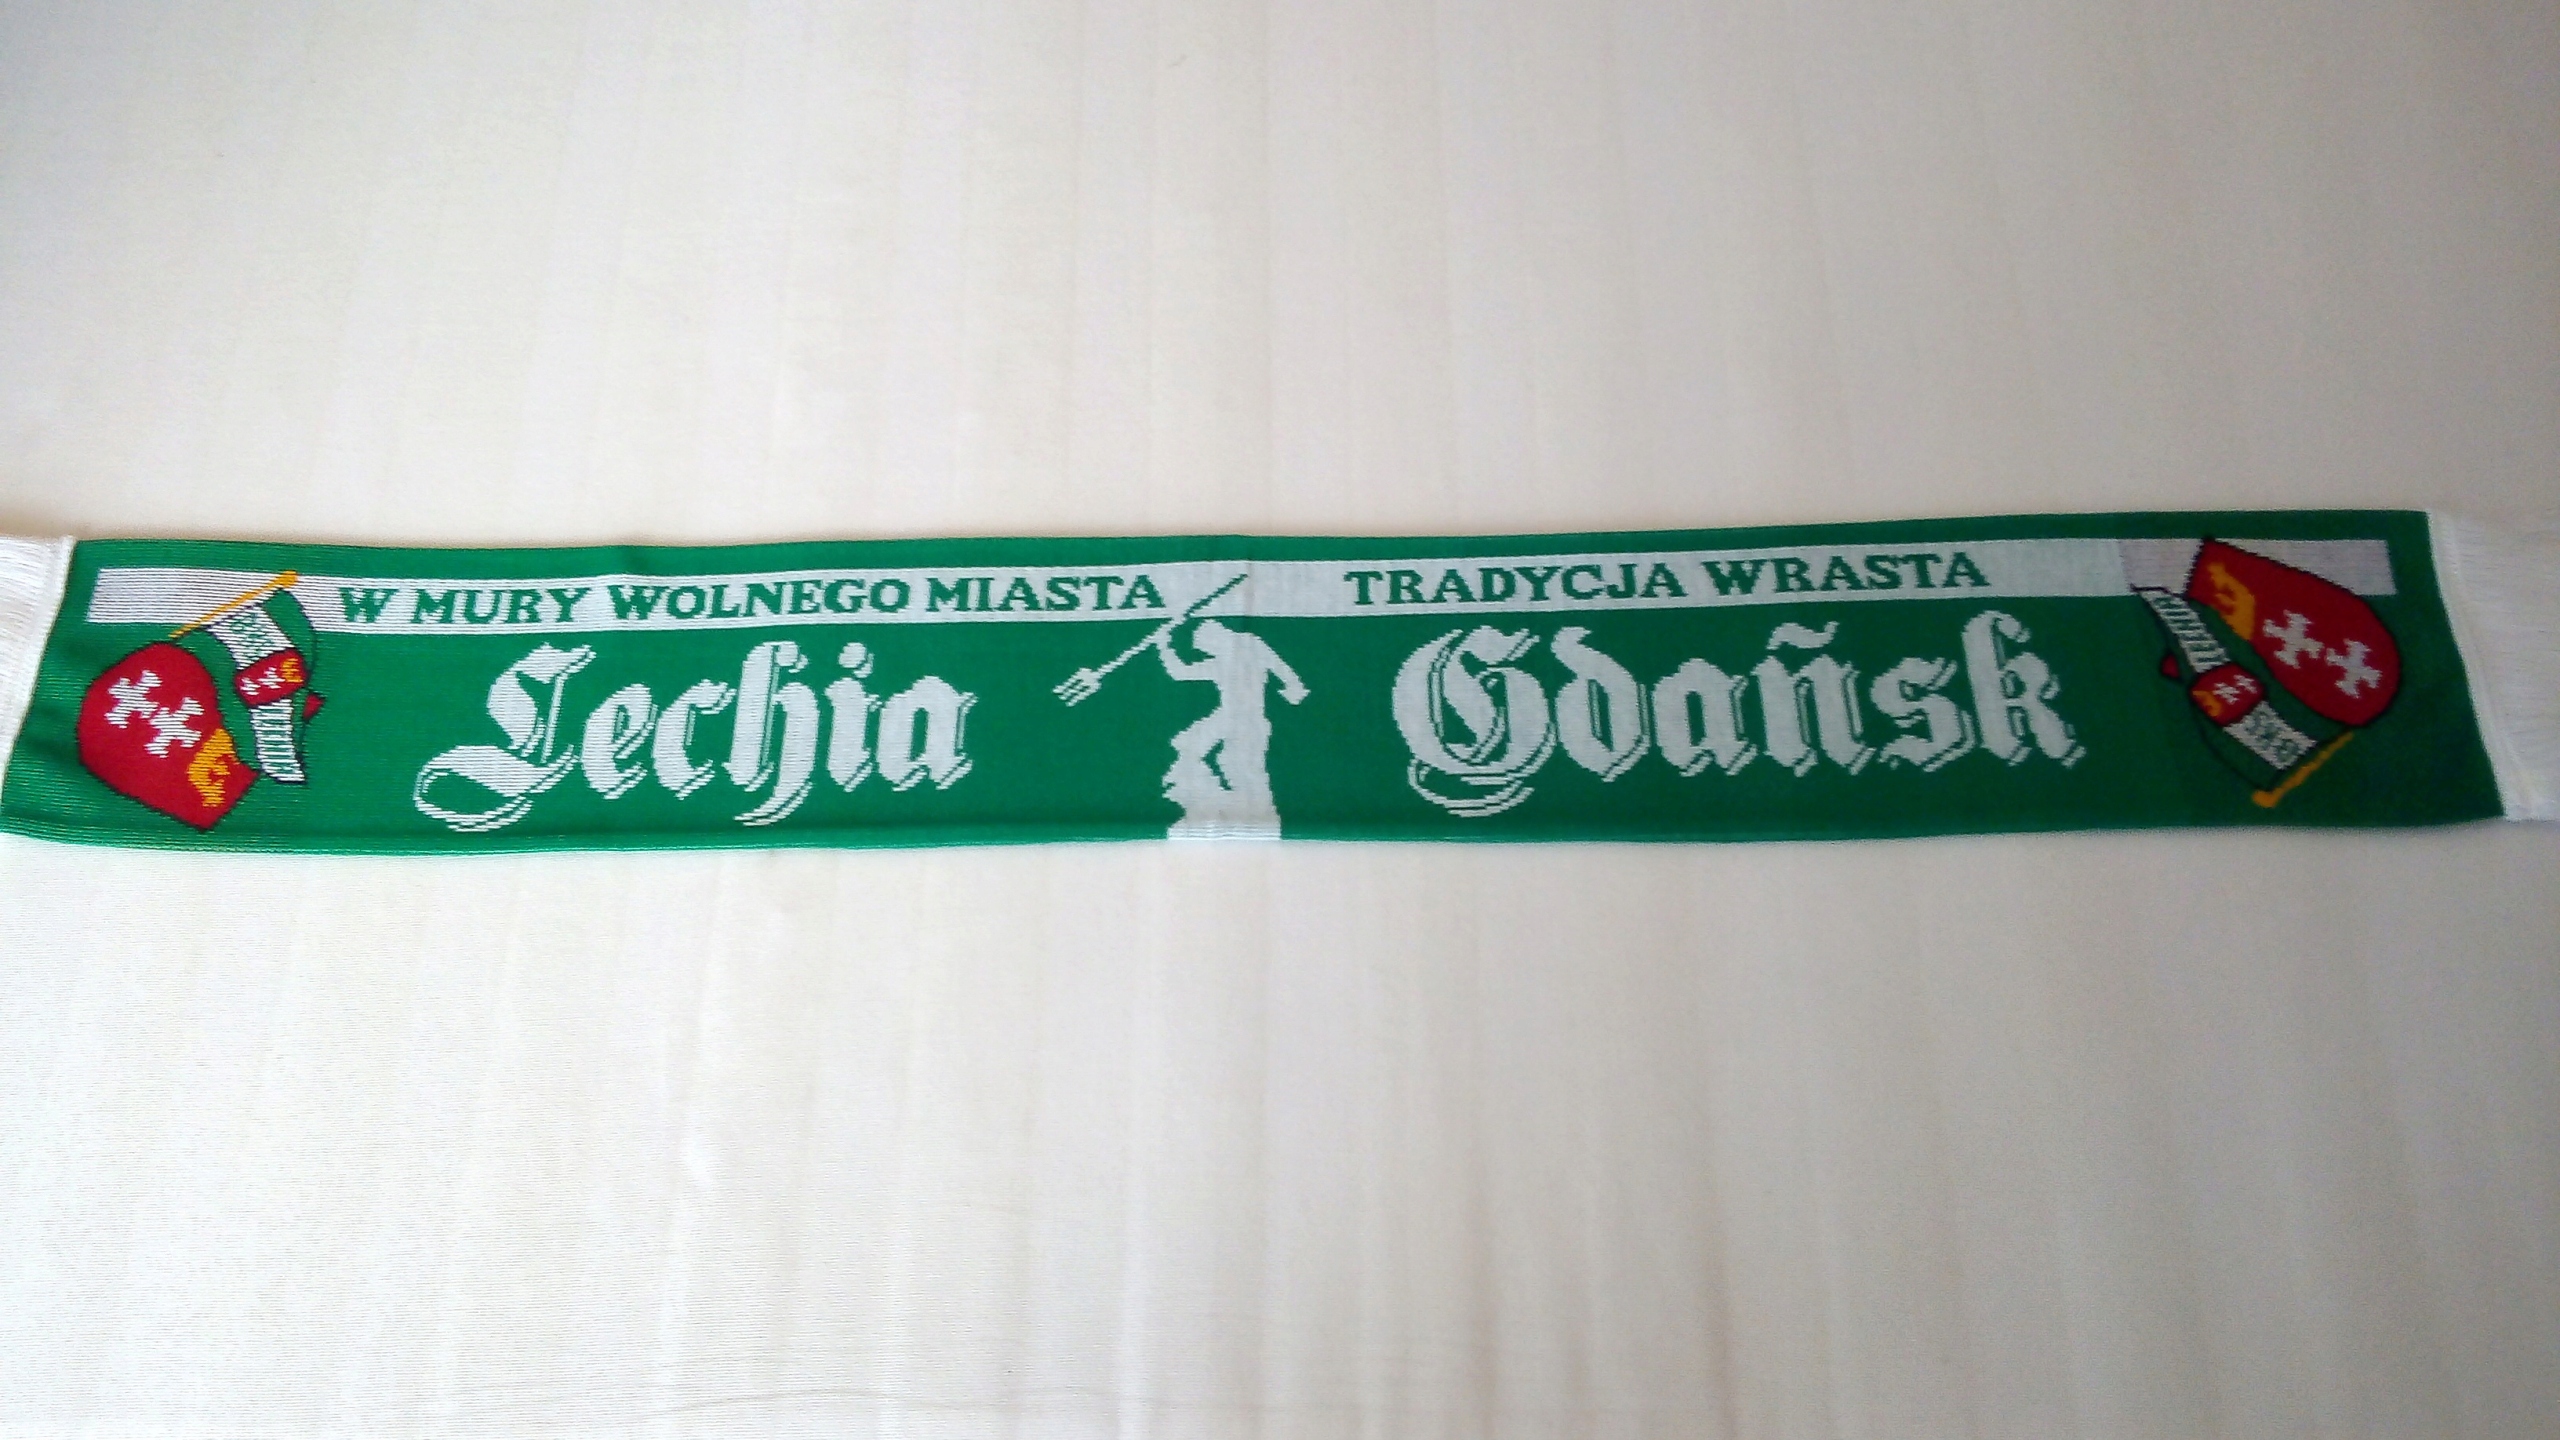 W MURY WOLNEGO MIASTA TRADYCJA WRASTA
Lechia Gdańsk